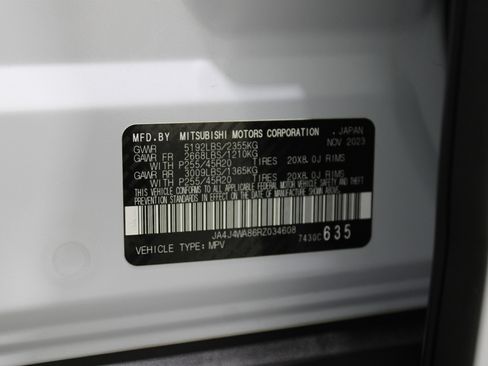 MFD.BY MITSUBISHI MOTORS CORPORATION , JAPAN
GVWR 5192LBS/2355KG NOV 2023
GAWR FR 2668LBS/1210KG
P255/45R20 TIRES 20X8.0J RIMS
GAWR RR 3009LBS/1365KG
P255/45R20 TIRES 20X8.0J RIMS
THIS VEHICLE CONFORMS TO ALL APPLICABLE FEDERAL MOTOR VEHICLE SAFETY AND THEFT
PREVENTION STANDARDS IN EFFECT ON THE DATE OF MANUFACTURE SHOWN ABOVE.
JA4J4WA86RZ034608
VEHICLE TYPE: MPV 7430C 635